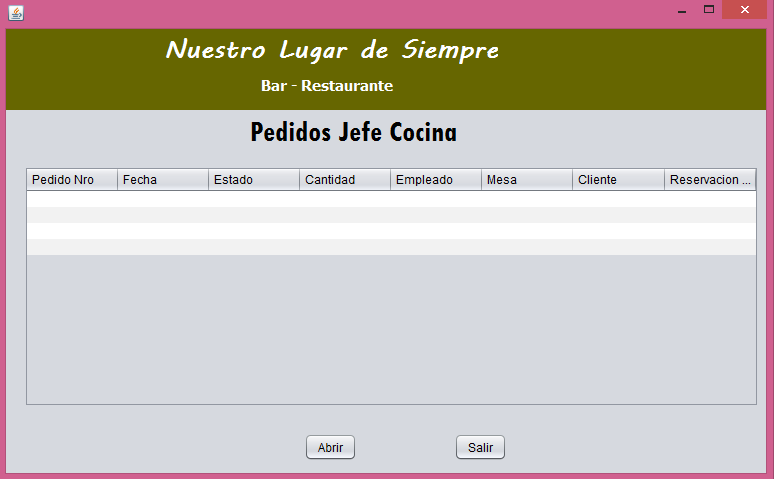 Nuestro Lugar de Siempre
Bar - Restaurante
Pedidos Jefe Cocina
Pedido Nro Fecha Estado Cantidad Empleado Mesa Cliente Reservacion ...
Abrir Salir